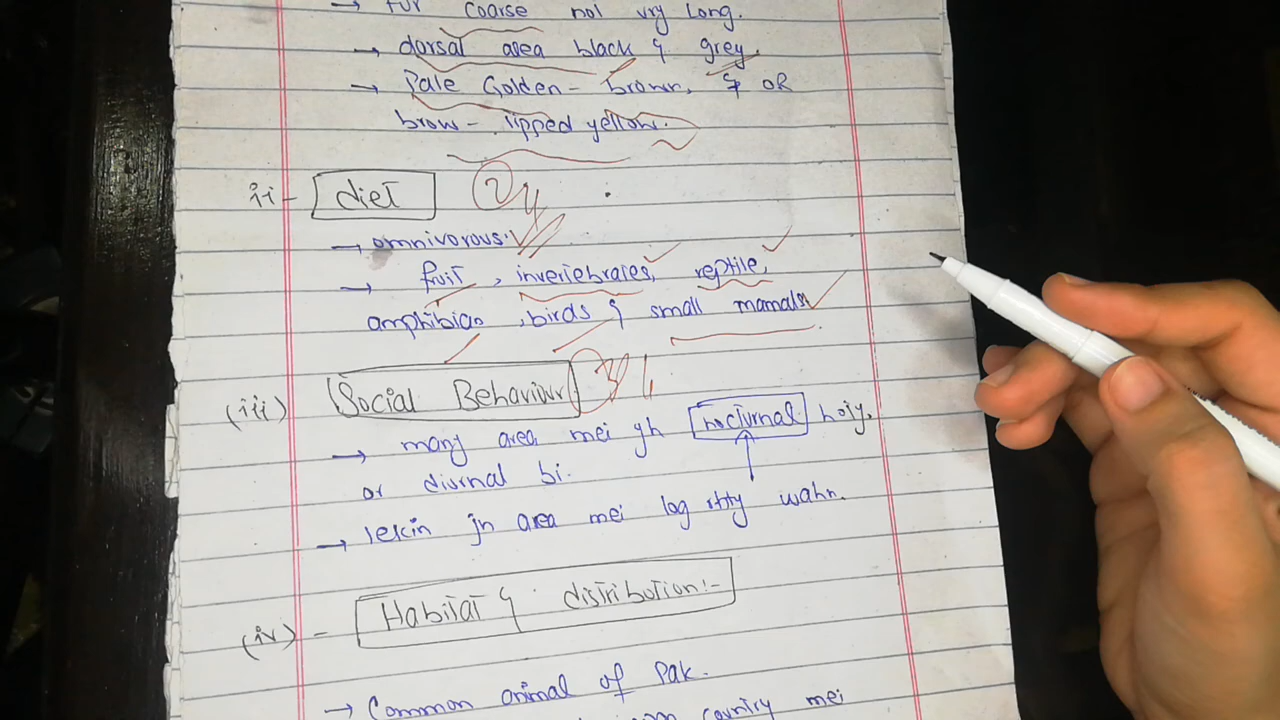 → fur coarse not vry long.
→ dorsal area black & grey.
→ Pale Golden - brown, & OR
brow - tipped yellow.
ii - diet
→ omnivorous.
→ fruit, invertebrates, reptile,
amphibian, birds & small mamals
(iii) Social Behaviwr
→ many area mei yh nocturnal hoty,
or diurnal bi.
→ lekin jn area mei log rhty wahn.
(iv) - Habitat & distribution:-
→ Common animal of Pak.
country mei